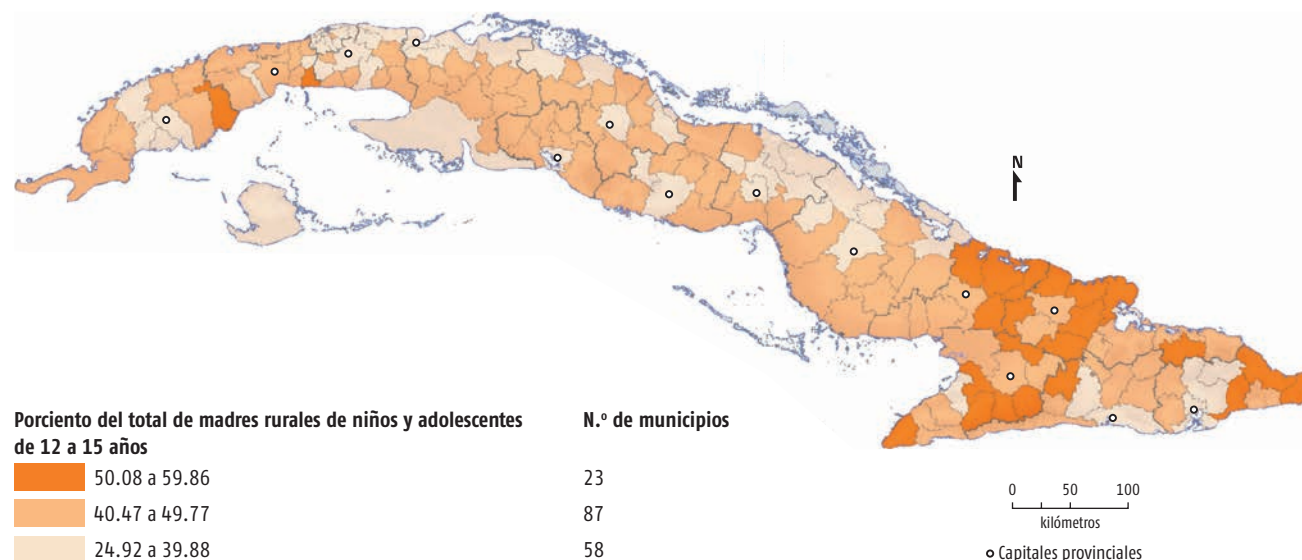 N
Porciento del total de madres rurales de niños y adolescentes
de 12 a 15 años
N.º de municipios
50.08 a 59.86
23
40.47 a 49.77
87
24.92 a 39.88
58
0 50 100
kilómetros
Capitales provinciales